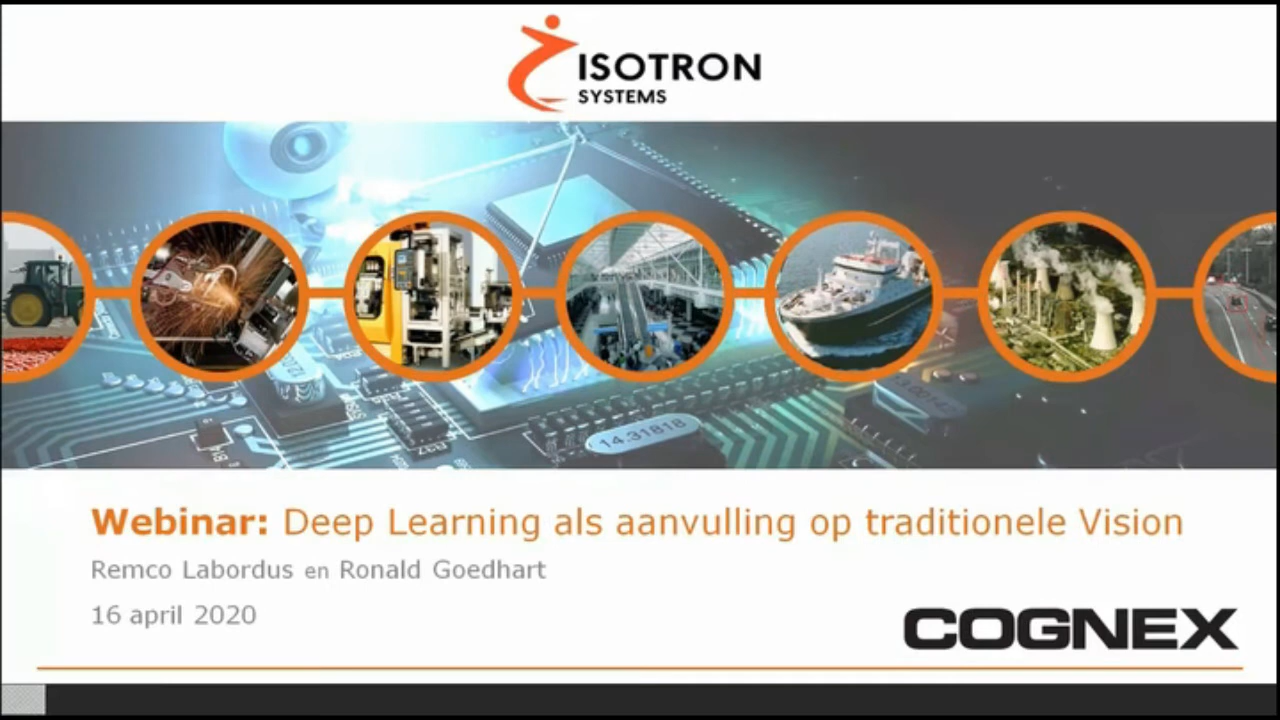 ISOTRON
SYSTEMS
14.31818
Webinar: Deep Learning als aanvulling op traditionele Vision
Remco Labordus en Ronald Goedhart
16 april 2020
COGNEX